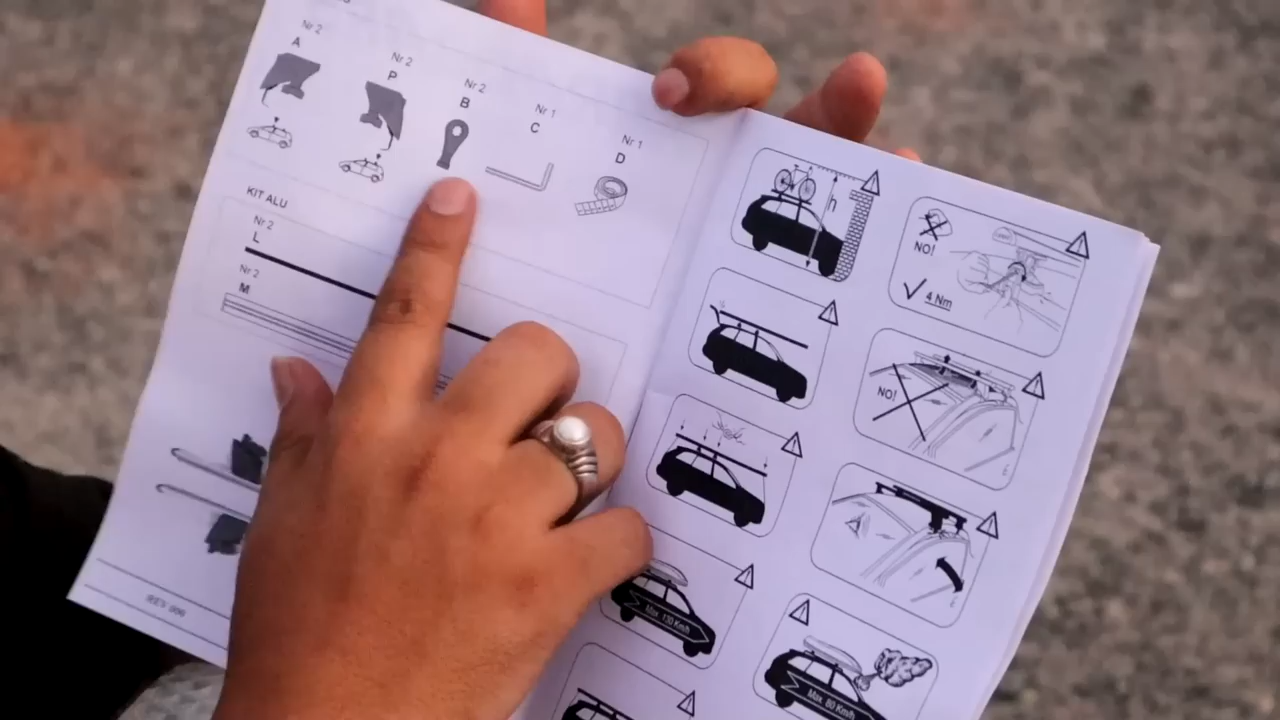 Nr 2
A
Nr 2
P
Nr 2
B
Nr 1
C
Nr 1
D
KIT ALU
Nr 2
L
Nr 2
M
h
NO!
4 Nm
NO!
Max. 130 Km/h
Max. 80 Km/h